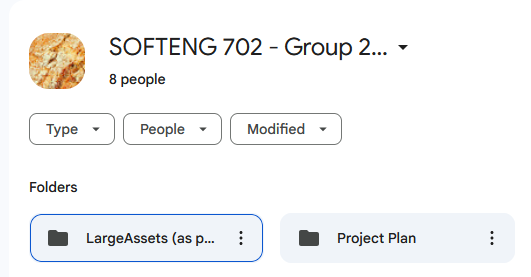 SOFTENG 702 - Group 2...
8 people
Type People Modified
Folders
LargeAssets (as p... Project Plan